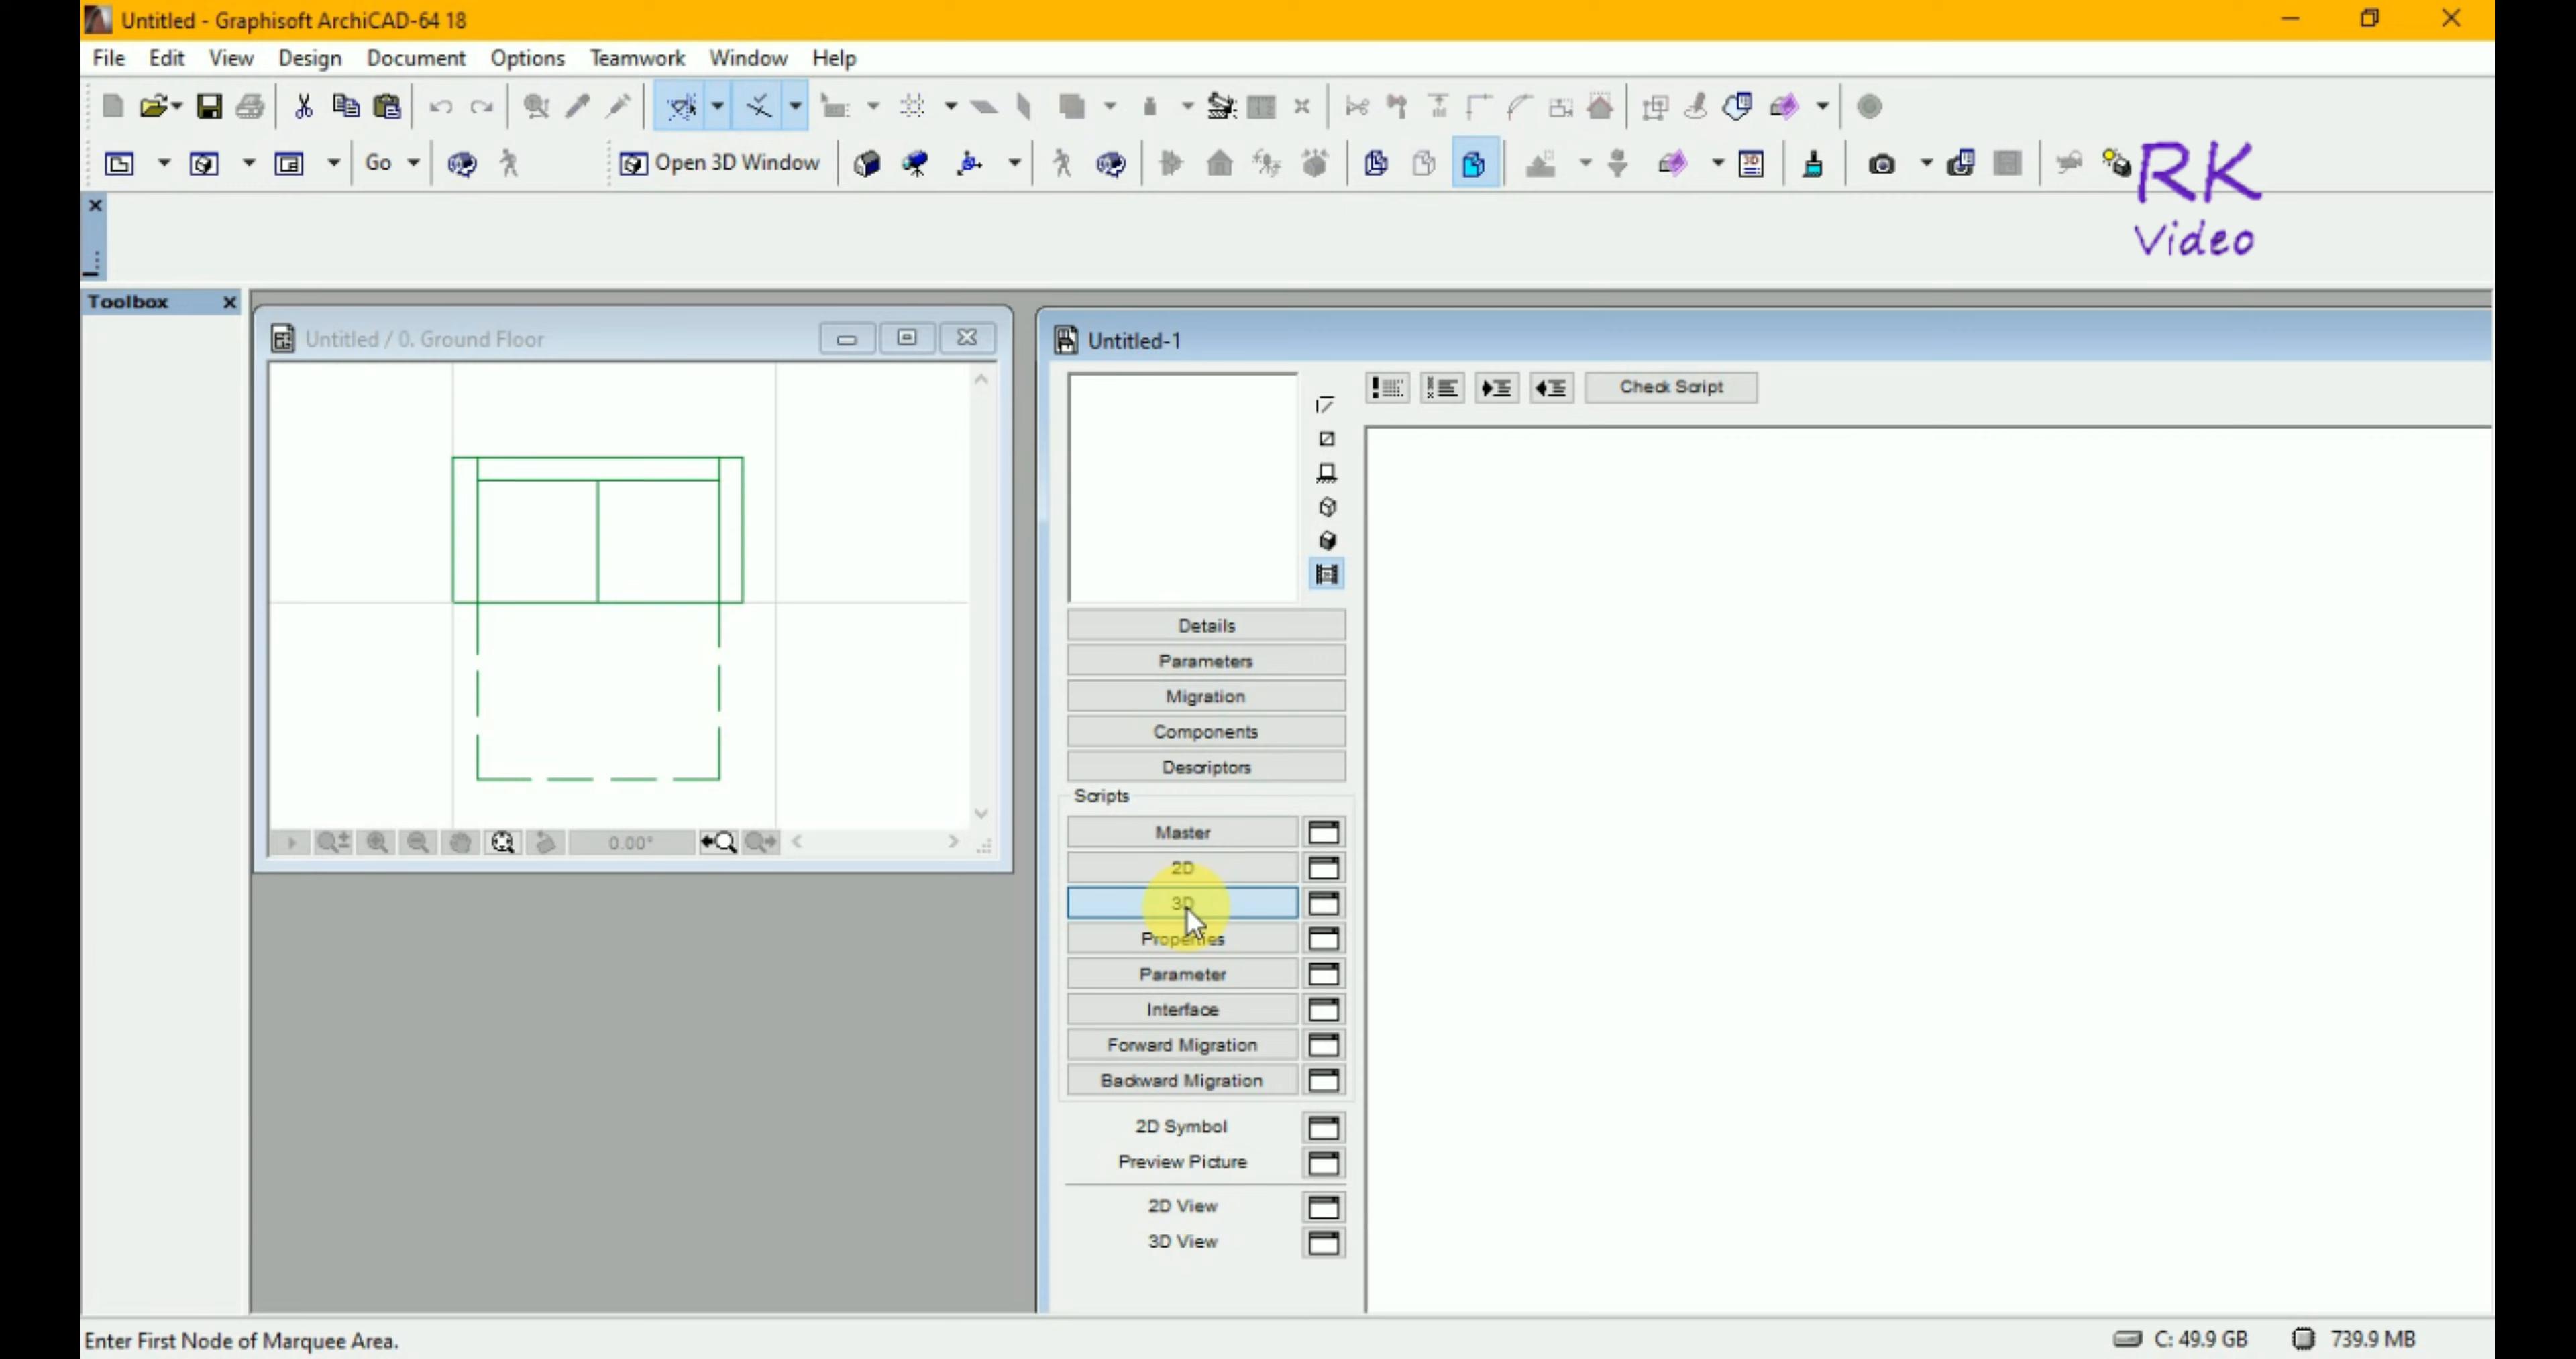 Untitled - Graphisoft ArchiCAD-64 18
File Edit View Design Document Options Teamwork Window Help
Go Open 3D Window
RK
Video
Toolbox
Untitled / 0. Ground Floor
Untitled-1
Check Script
Details
Parameters
Migration
Components
Descriptors
Scripts
Master
2D
3D
Properties
Parameter
Interface
Forward Migration
Backward Migration
2D Symbol
Preview Picture
2D View
3D View
0.00°
Enter First Node of Marquee Area.
C: 49.9 GB 739.9 MB